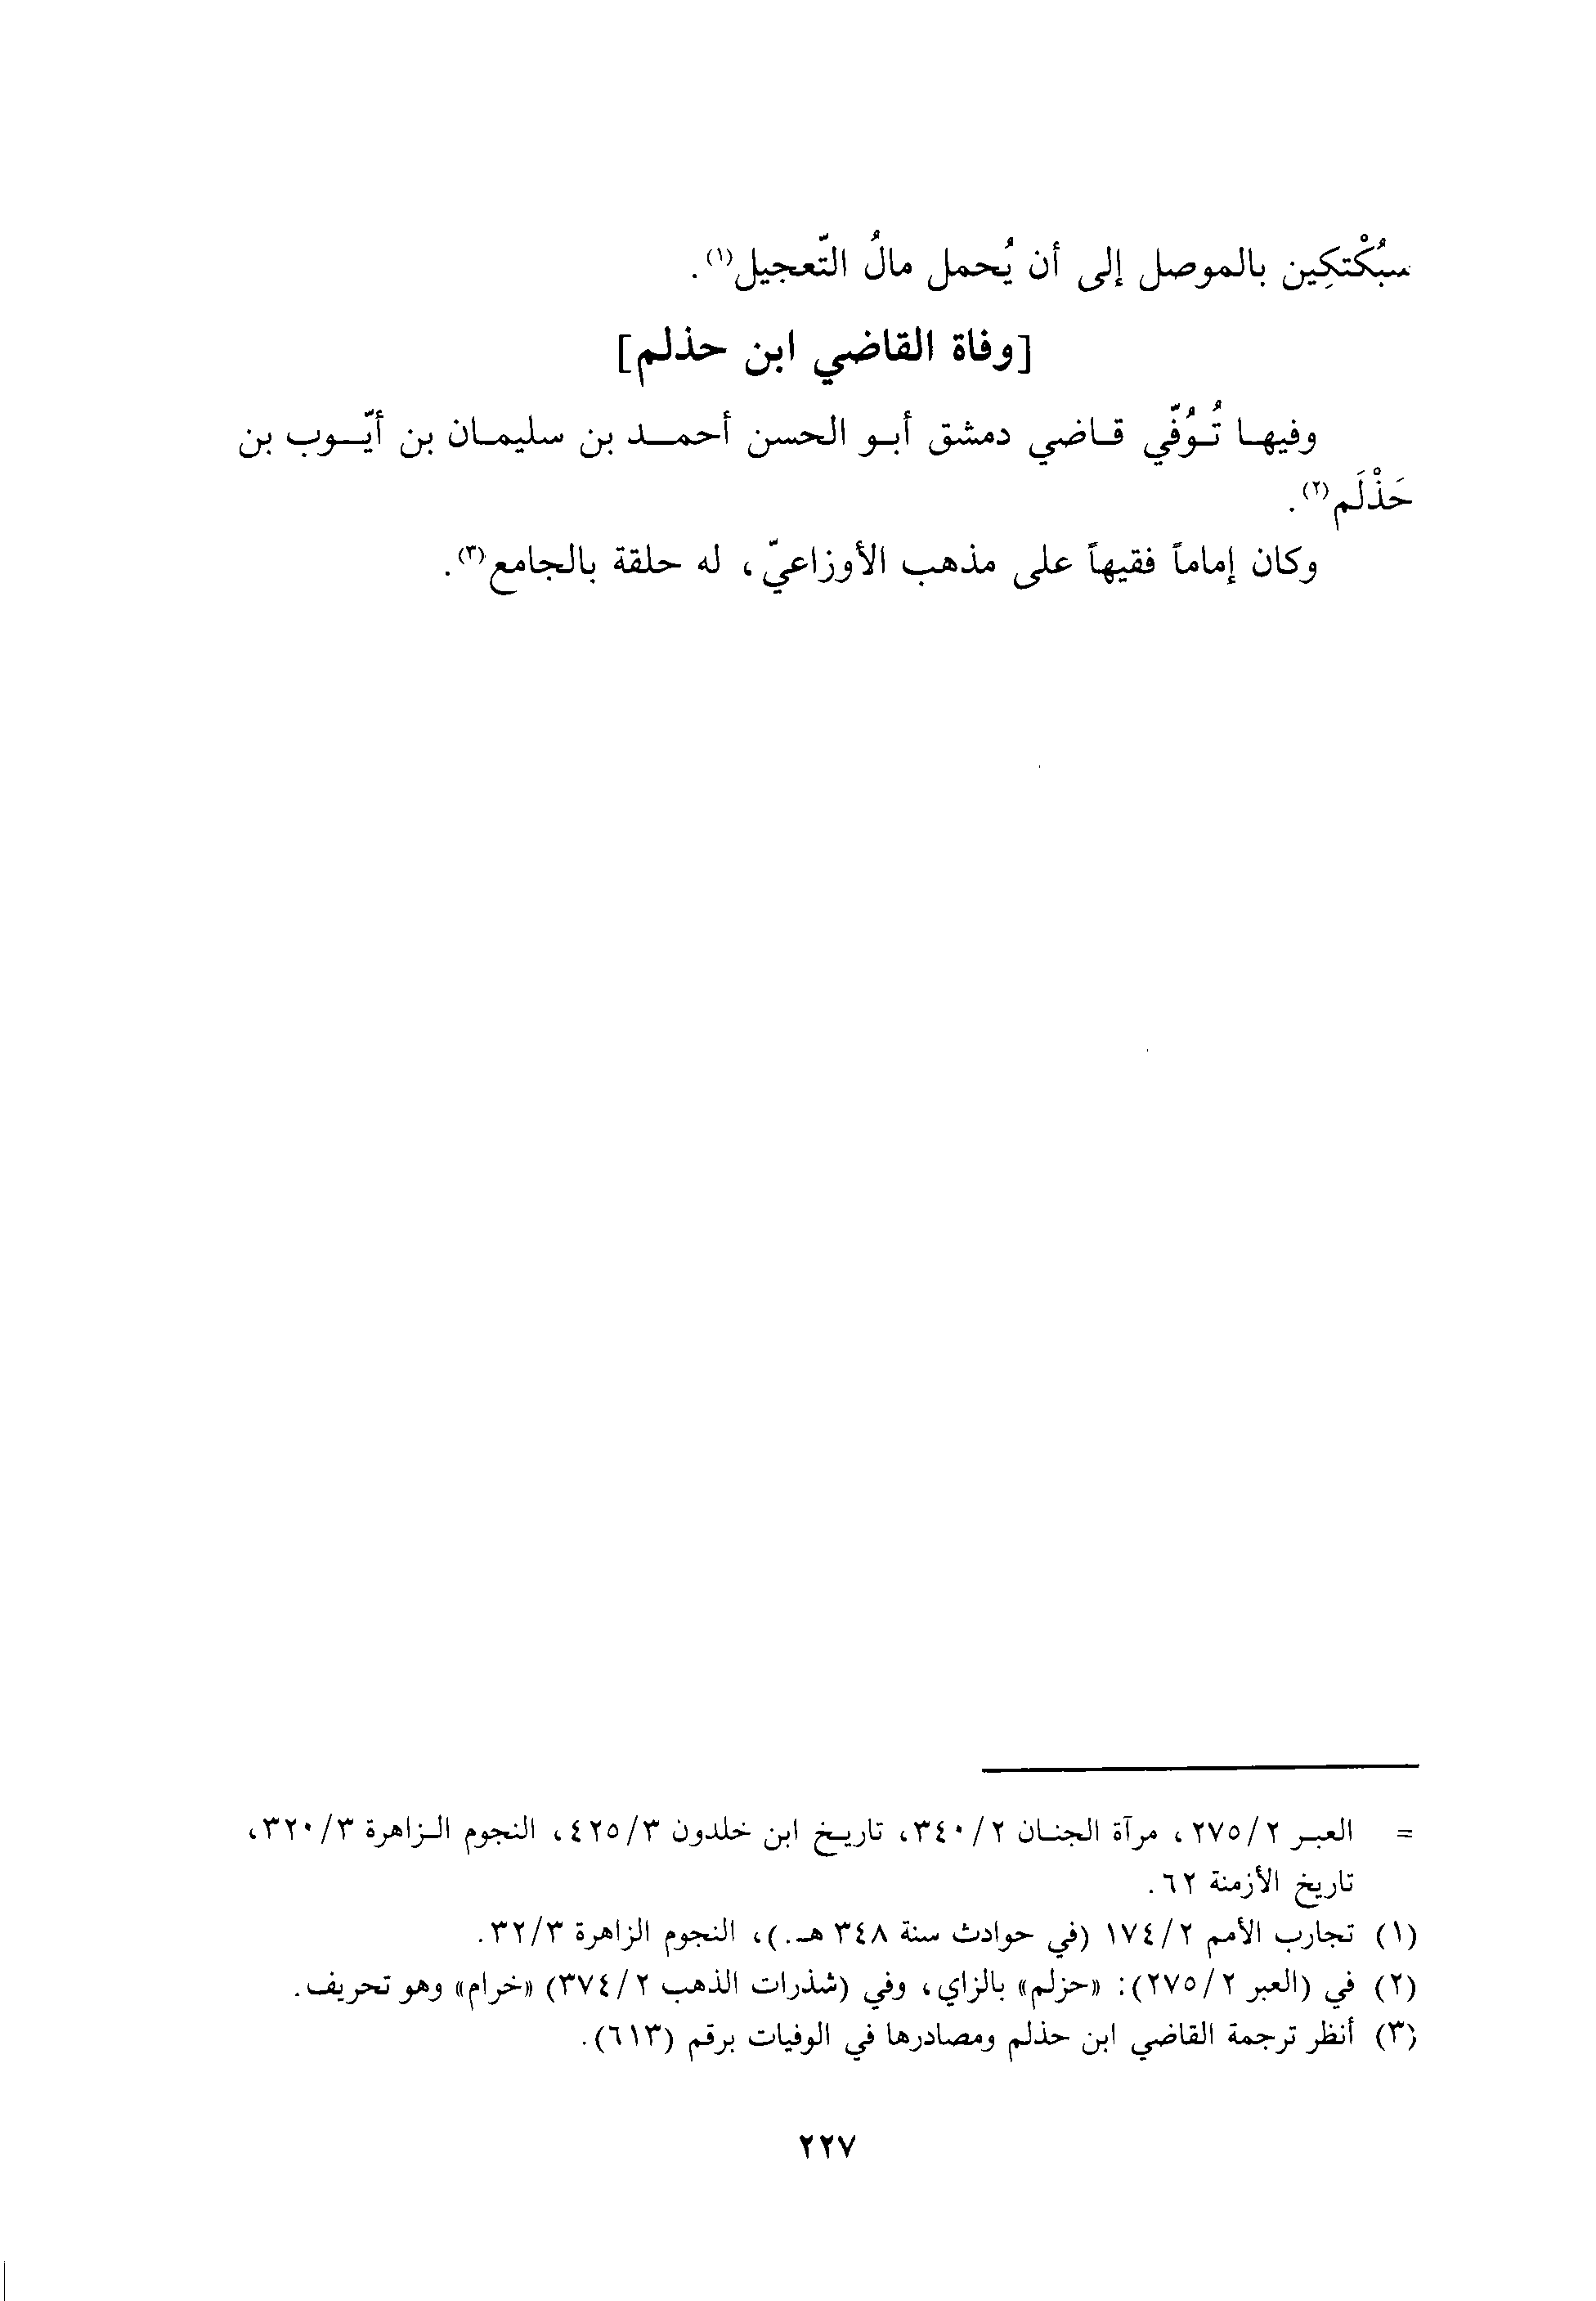 سبُكْتكِين بالموصل إلى أن يُحمل مالُ التّعجيل(١).
[وفاة القاضي ابن حذلم]
وفيها تُوُفّي قاضي دمشق أبو الحسن أحمد بن سليمان بن أيّوب بن
حَذْلَم(٢).
وكان إماماً فقيهاً على مذهب الأوزاعيّ، له حلقة بالجامع(٣).
= العبر ٢/٢٧٥، مرآة الجنان ٢/٣٤٠، تاريخ ابن خلدون ٣/٤٢٥، النجوم الزاهرة ٣/٣٢٠،
تاريخ الأزمنة ٦٢.
(١) تجارب الأمم ٢/١٧٤ (في حوادث سنة ٣٤٨ هـ.)، النجوم الزاهرة ٣/٣٢.
(٢) في (العبر ٢/٢٧٥): «حزلم» بالزاي، وفي (شذرات الذهب ٢/٣٧٤) «خرام» وهو تحريف.
(٣) أنظر ترجمة القاضي ابن حذلم ومصادرها في الوفيات برقم (٦١٣).
٢٢٧